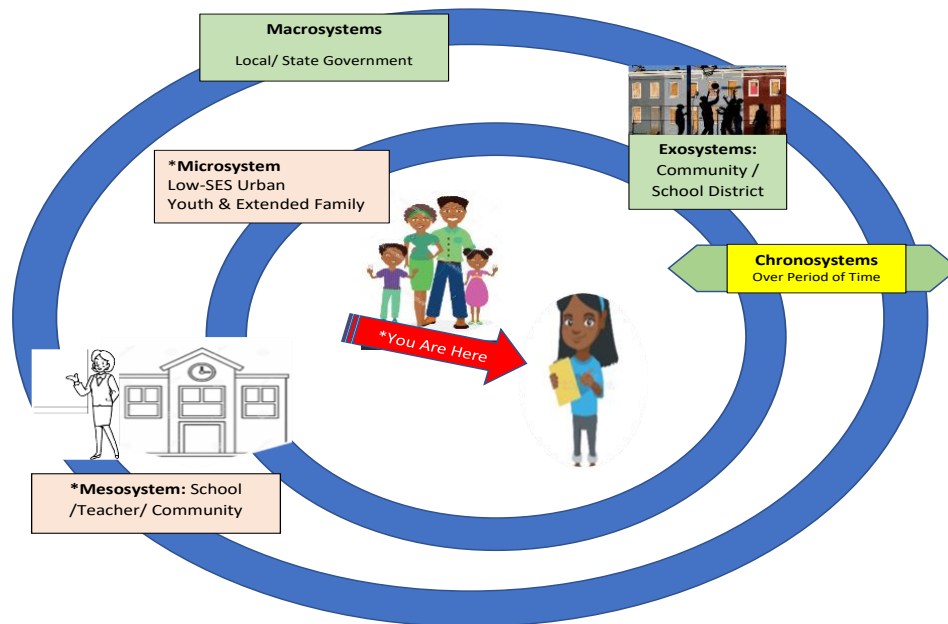 Macrosystems
Local/ State Government
*Microsystem
Low-SES Urban
Youth & Extended Family
Exosystems:
Community /
School District
Chronosystems
Over Period of Time
*You Are Here
*Mesosystem: School
/Teacher/ Community